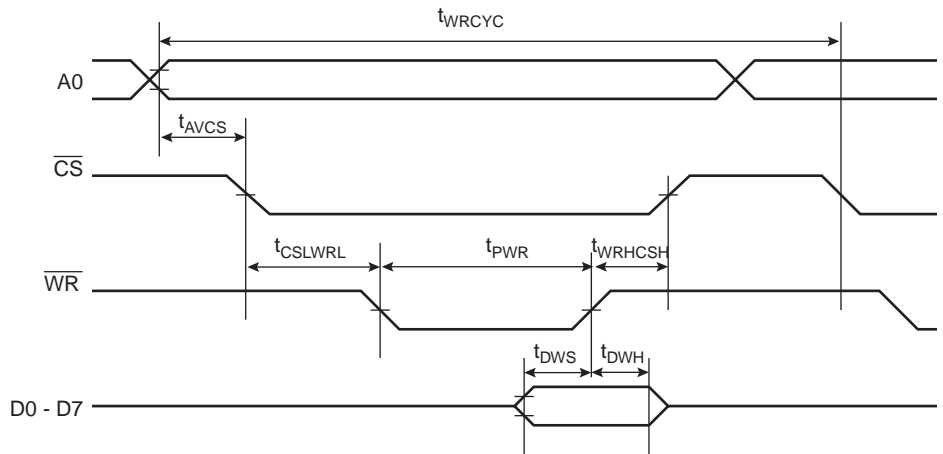 tWRCYC
A0
tAVCS
CS
tCSLWRL
tPWR
tWRHCSH
WR
tDWS
tDWH
D0 - D7